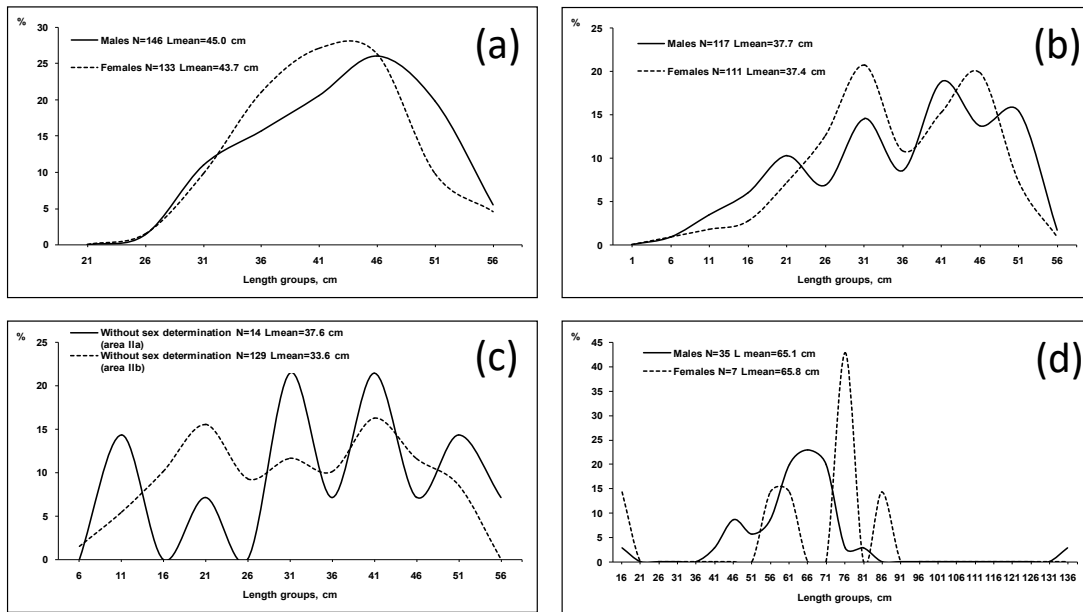 %
(a)
30
25
20
15
10
5
0
Males N=146 Lmean=45.0 cm
Females N=133 Lmean=43.7 cm
21 26 31 36 41 46 51 56
Length groups, cm
%
(b)
25
20
15
10
5
0
Males N=117 Lmean=37.7 cm
Females N=111 Lmean=37.4 cm
1 6 11 16 21 26 31 36 41 46 51 56
Length groups, cm
%
(c)
25
20
15
10
5
0
Without sex determination N=14 Lmean=37.6 cm
(area IIa)
Without sex determination N=129 Lmean=33.6 cm
(area IIb)
6 11 16 21 26 31 36 41 46 51 56
Length groups, cm
%
(d)
45
40
35
30
25
20
15
10
5
0
Males N=35 L mean=65.1 cm
Females N=7 Lmean=65.8 cm
16 21 26 31 36 41 46 51 56 61 66 71 76 81 86 91 96 101 106 111 116 121 126 131 136
Length groups, cm